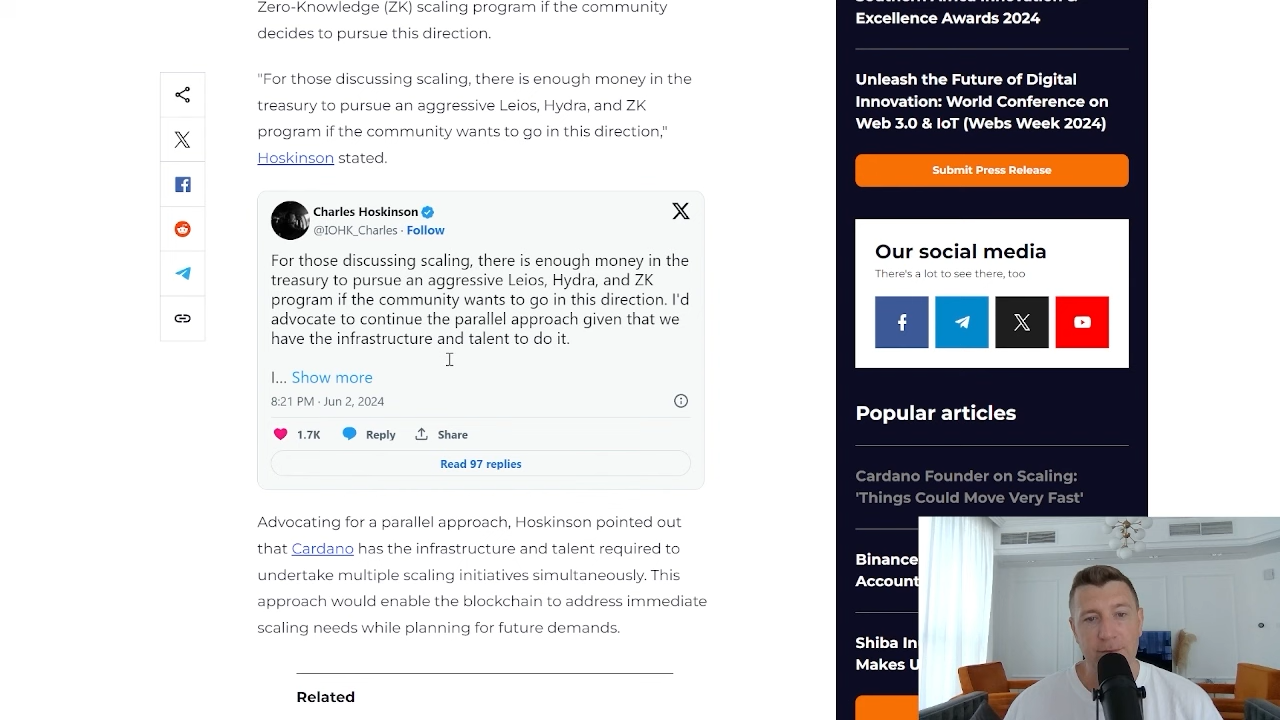 Zero-Knowledge (ZK) scaling program if the community
decides to pursue this direction.
"For those discussing scaling, there is enough money in the
treasury to pursue an aggressive Leios, Hydra, and ZK
program if the community wants to go in this direction,"
Hoskinson stated.
Charles Hoskinson
@IOHK_Charles · Follow
For those discussing scaling, there is enough money in the
treasury to pursue an aggressive Leios, Hydra, and ZK
program if the community wants to go in this direction. I'd
advocate to continue the parallel approach given that we
have the infrastructure and talent to do it.
I... Show more
8:21 PM · Jun 2, 2024
1.7K Reply Share
Read 97 replies
Advocating for a parallel approach, Hoskinson pointed out
that Cardano has the infrastructure and talent required to
undertake multiple scaling initiatives simultaneously. This
approach would enable the blockchain to address immediate
scaling needs while planning for future demands.
Related
Southern Africa Innovation &
Excellence Awards 2024
Unleash the Future of Digital
Innovation: World Conference on
Web 3.0 & IoT (Webs Week 2024)
Submit Press Release
Our social media
There's a lot to see there, too
Popular articles
Cardano Founder on Scaling:
'Things Could Move Very Fast'
Binance
Account
Shiba In
Makes U